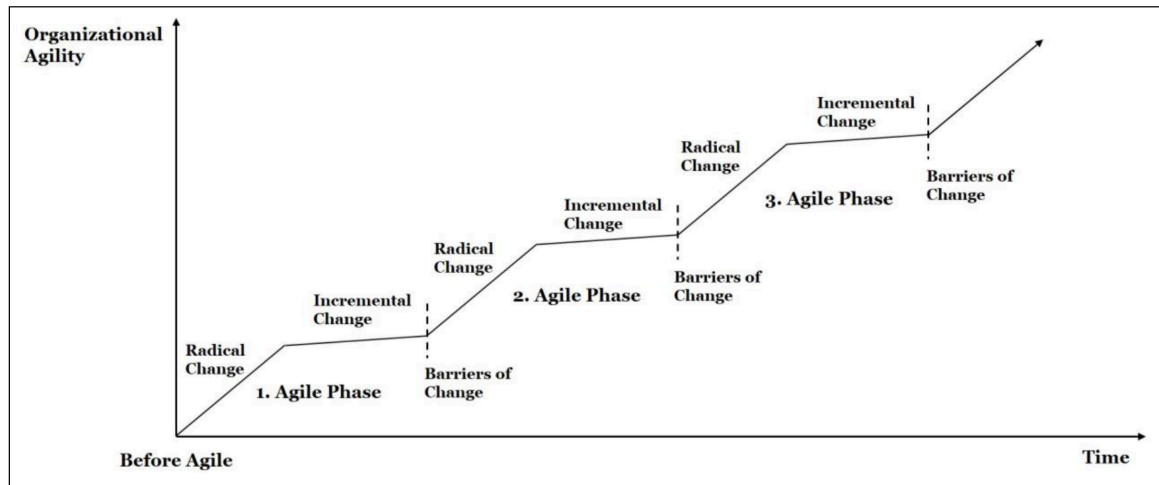 Organizational
Agility
Incremental
Change
Radical
Change
Barriers of
Change
3. Agile Phase
Incremental
Change
Radical
Change
Barriers of
Change
2. Agile Phase
Incremental
Change
Radical
Change
Barriers of
Change
1. Agile Phase
Before Agile
Time